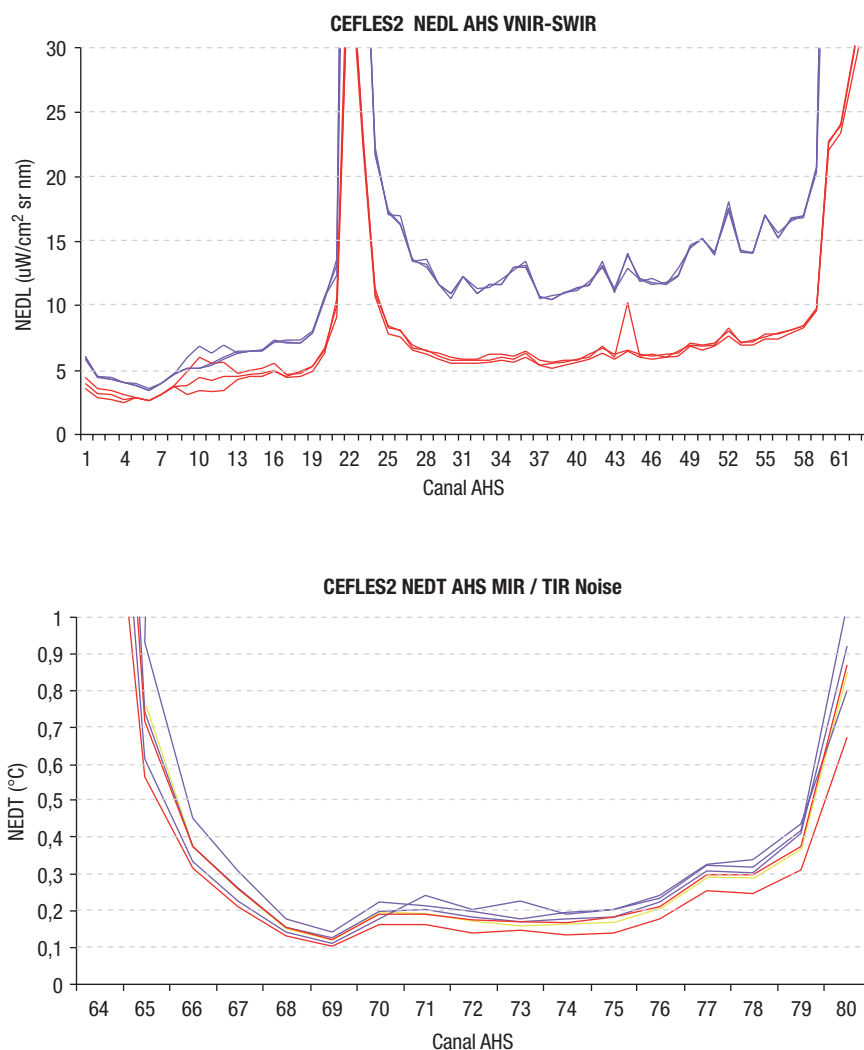 CEFLES2 NEDL AHS VNIR-SWIR
30
25
20
15
10
5
0
NEDL (uW/cm² sr nm)
1 4 7 10 13 16 19 22 25 28 31 34 37 40 43 46 49 52 55 58 61
Canal AHS
CEFLES2 NEDT AHS MIR / TIR Noise
1
0,9
0,8
0,7
0,6
0,5
0,4
0,3
0,2
0,1
0
NEDT (°C)
64 65 66 67 68 69 70 71 72 73 74 75 76 77 78 79 80
Canal AHS